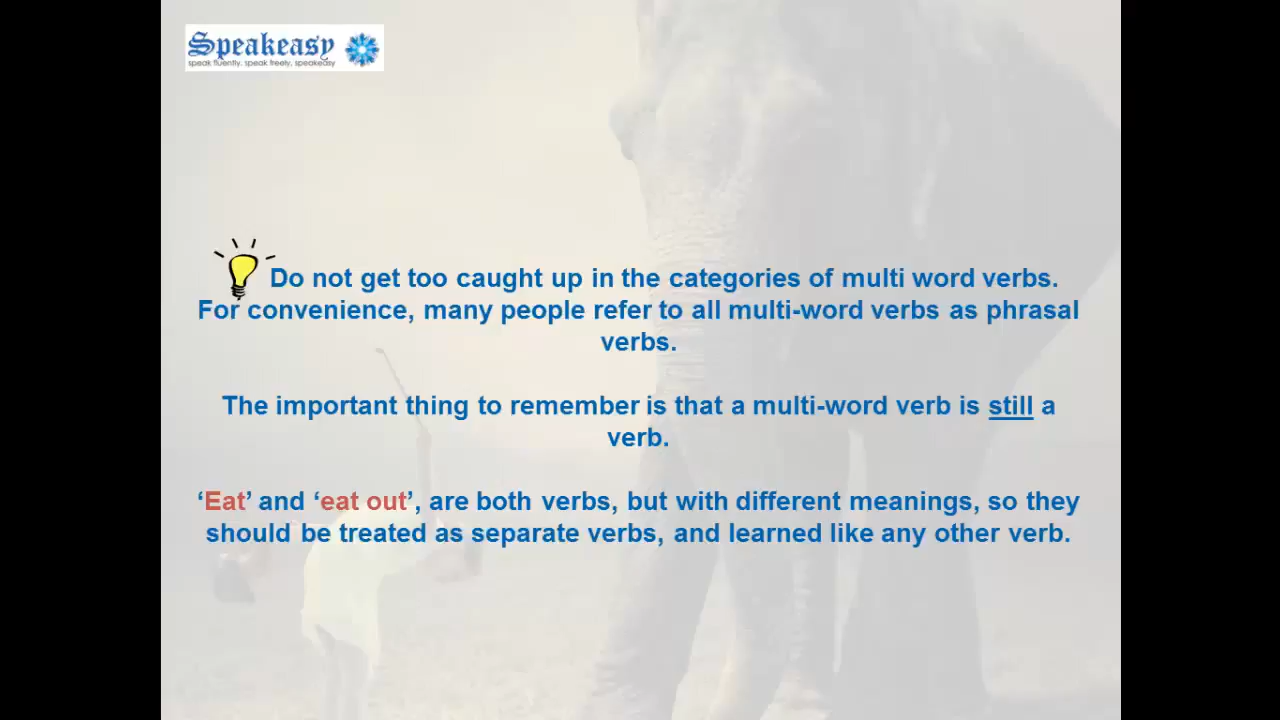 Speakeasy
speak fluently, speak freely, speakeasy
Do not get too caught up in the categories of multi word verbs.
For convenience, many people refer to all multi-word verbs as phrasal
verbs.
The important thing to remember is that a multi-word verb is still a
verb.
‘Eat’ and ‘eat out’, are both verbs, but with different meanings, so they
should be treated as separate verbs, and learned like any other verb.